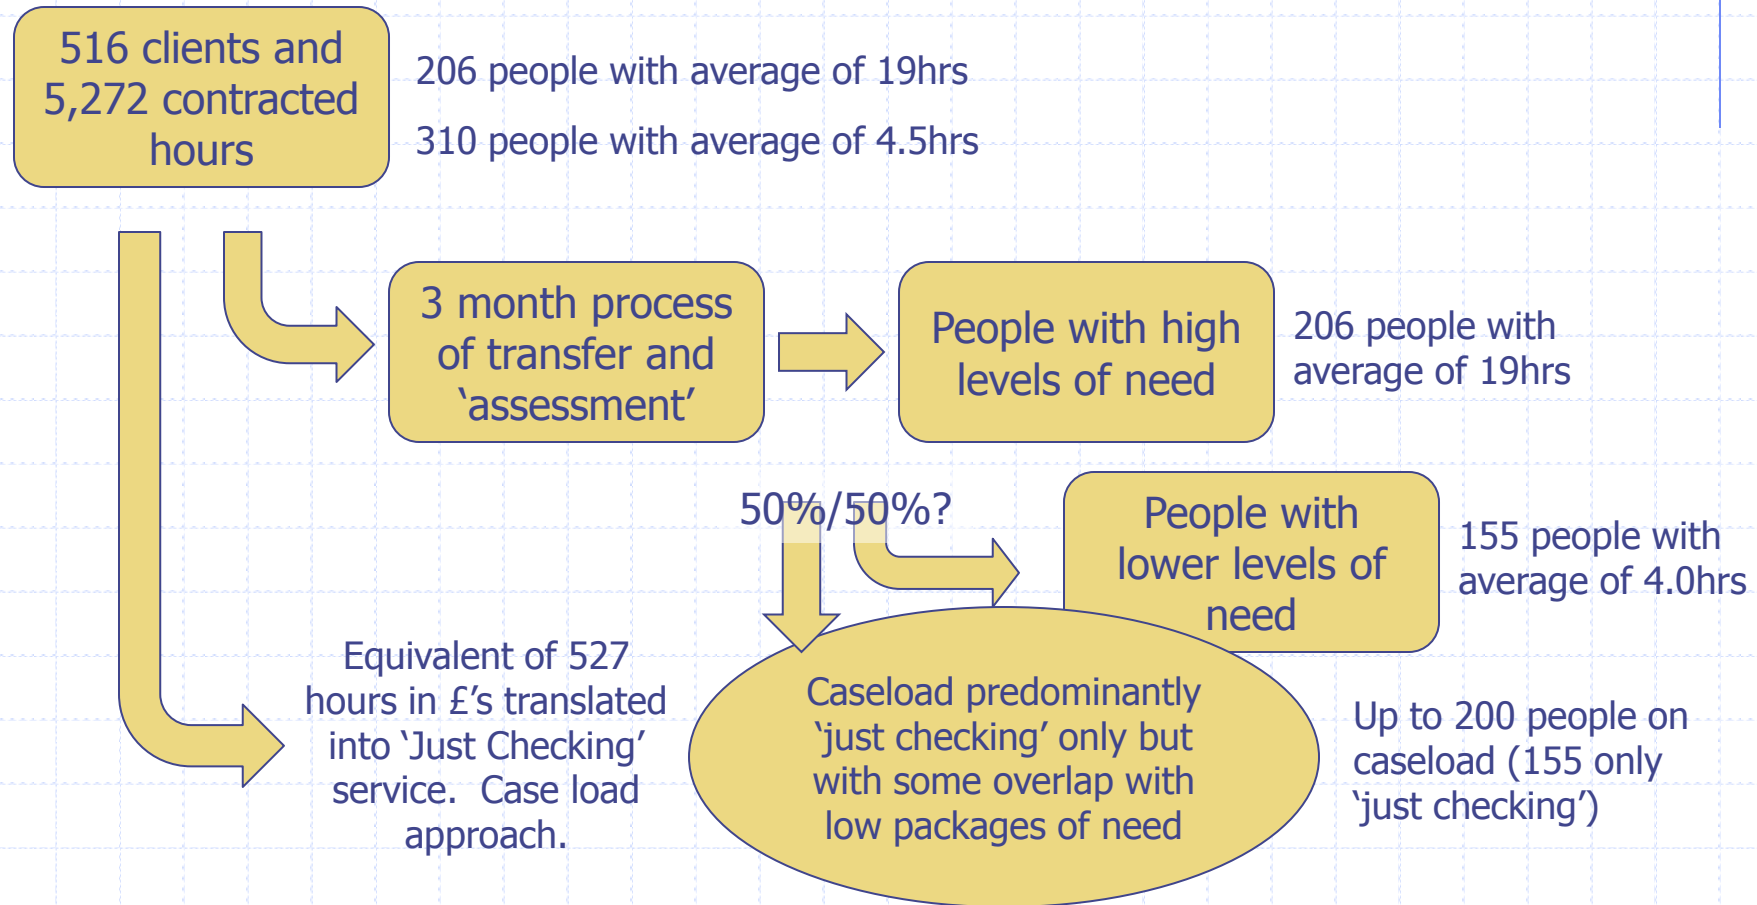 516 clients and
5,272 contracted
hours
206 people with average of 19hrs
310 people with average of 4.5hrs
3 month process
of transfer and
‘assessment’
People with high
levels of need
206 people with
average of 19hrs
50%/50%?
People with
lower levels of
need
155 people with
average of 4.0hrs
Equivalent of 527
hours in £’s translated
into ‘Just Checking’
service.  Case load
approach.
Caseload predominantly
‘just checking’ only but
with some overlap with
low packages of need
Up to 200 people on
caseload (155 only
‘just checking’)